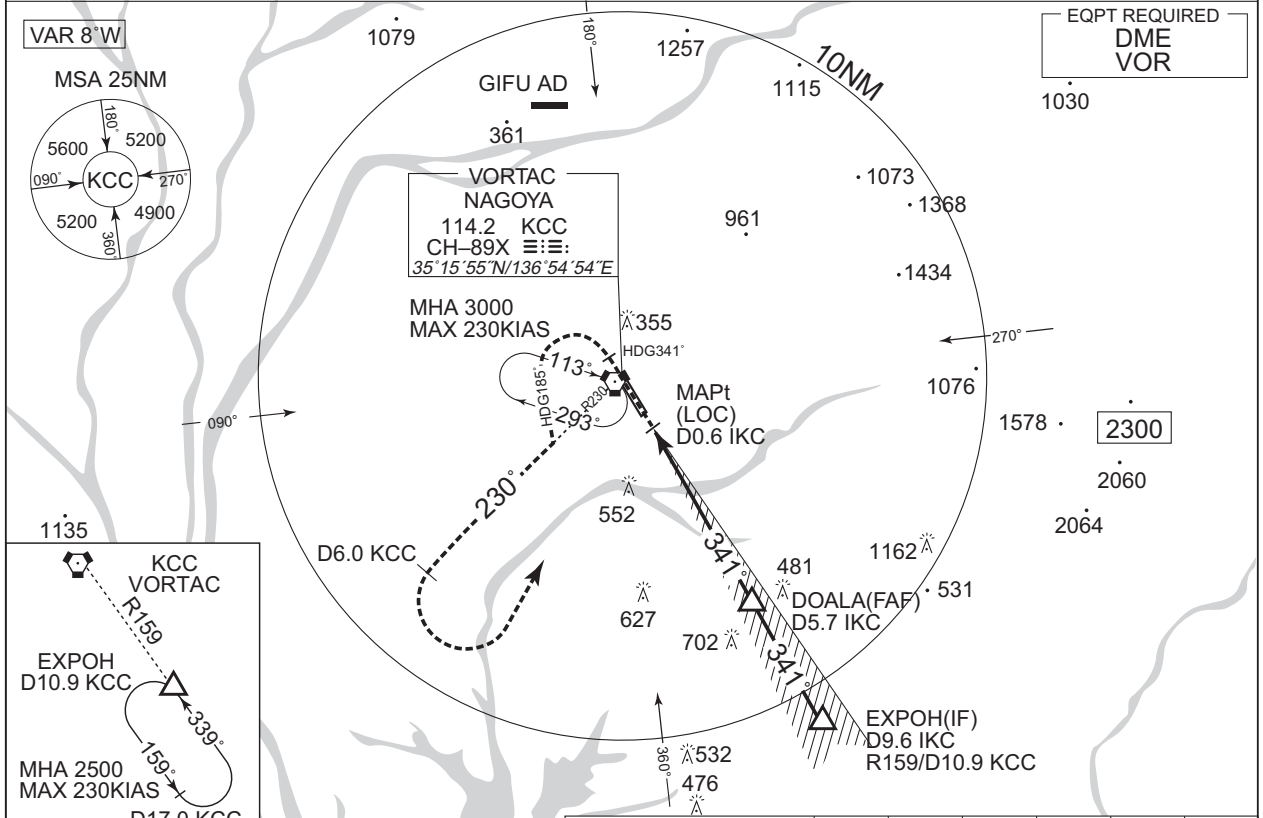 VAR 8°W
MSA 25NM
180°
5600
5200
090°
KCC
270°
5200
4900
360°
1079
180°
1257
10NM
1115
EQPT REQUIRED
DME
VOR
1030
GIFU AD
361
VORTAC
NAGOYA
114.2 KCC
CH–89X
35°15´55˝N/136°54´54˝E
961
1073
1368
1434
MHA 3000
MAX 230KIAS
355
HDG341°
113°
HDG185°
R230
293°
MAPt
(LOC)
D0.6 IKC
270°
1076
1578
2300
2060
2064
090°
230°
552
341°
1162
531
481
DOALA(FAF)
D5.7 IKC
D6.0 KCC
627
702
341°
EXPOH(IF)
D9.6 IKC
R159/D10.9 KCC
360°
532
476
1135
KCC
VORTAC
R159
EXPOH
D10.9 KCC
339°
159°
MHA 2500
MAX 230KIAS
D17.0 KCC